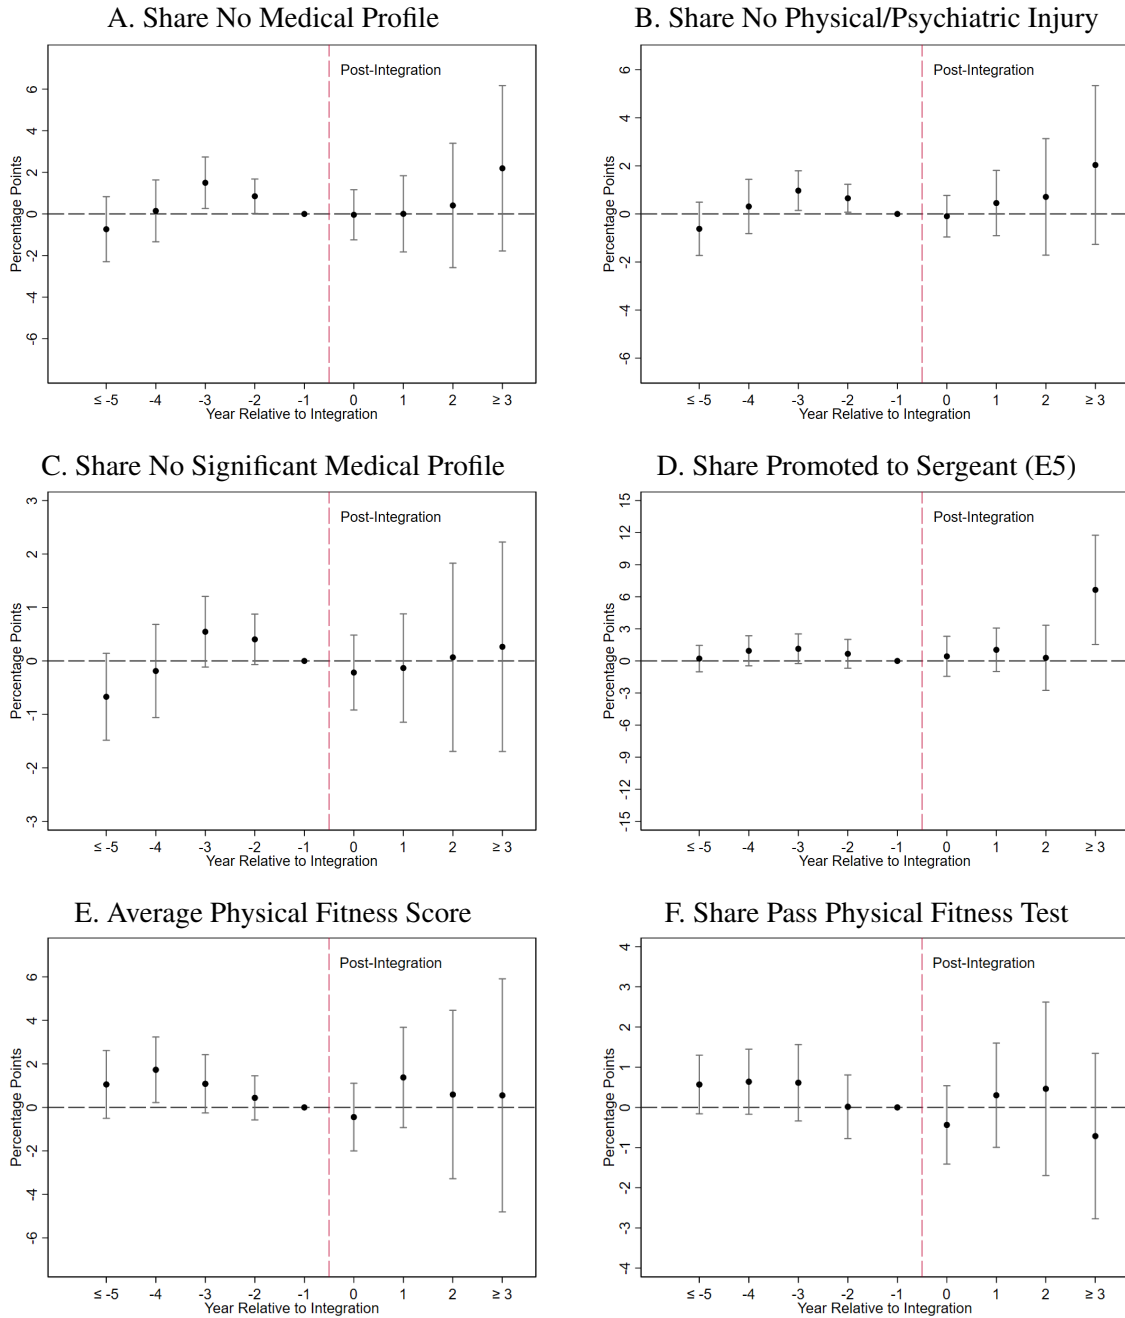 A. Share No Medical Profile
Post-Integration
Percentage Points
6
4
2
0
-2
-4
-6
≤ -5 -4 -3 -2 -1 0 1 2 ≥ 3
Year Relative to Integration
B. Share No Physical/Psychiatric Injury
Post-Integration
Percentage Points
6
4
2
0
-2
-4
-6
≤ -5 -4 -3 -2 -1 0 1 2 ≥ 3
Year Relative to Integration
C. Share No Significant Medical Profile
Post-Integration
Percentage Points
3
2
1
0
-1
-2
-3
≤ -5 -4 -3 -2 -1 0 1 2 ≥ 3
Year Relative to Integration
D. Share Promoted to Sergeant (E5)
Post-Integration
Percentage Points
15
12
9
6
3
0
-3
-6
-9
-12
-15
≤ -5 -4 -3 -2 -1 0 1 2 ≥ 3
Year Relative to Integration
E. Average Physical Fitness Score
Post-Integration
Percentage Points
6
4
2
0
-2
-4
-6
≤ -5 -4 -3 -2 -1 0 1 2 ≥ 3
Year Relative to Integration
F. Share Pass Physical Fitness Test
Post-Integration
Percentage Points
4
3
2
1
0
-1
-2
-3
-4
≤ -5 -4 -3 -2 -1 0 1 2 ≥ 3
Year Relative to Integration